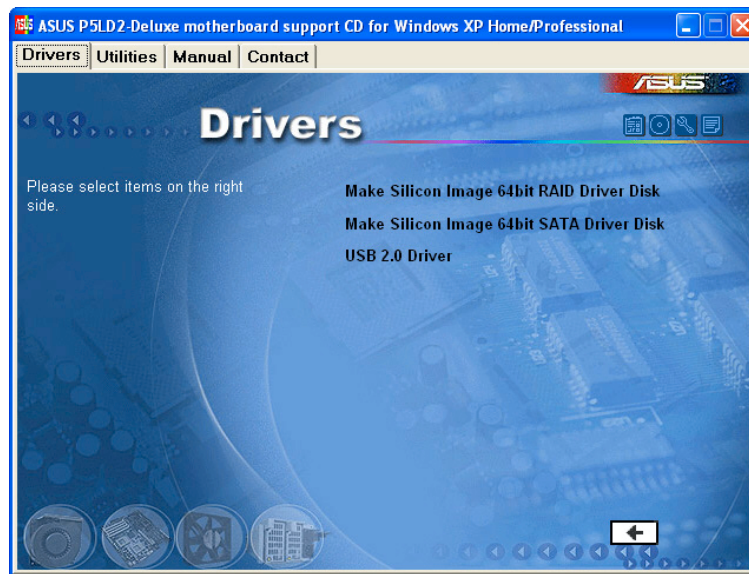 ASUS P5LD2-Deluxe motherboard support CD for Windows XP Home/Professional
Drivers Utilities Manual Contact
ASUS
Drivers
Please select items on the right
side.
Make Silicon Image 64bit RAID Driver Disk
Make Silicon Image 64bit SATA Driver Disk
USB 2.0 Driver